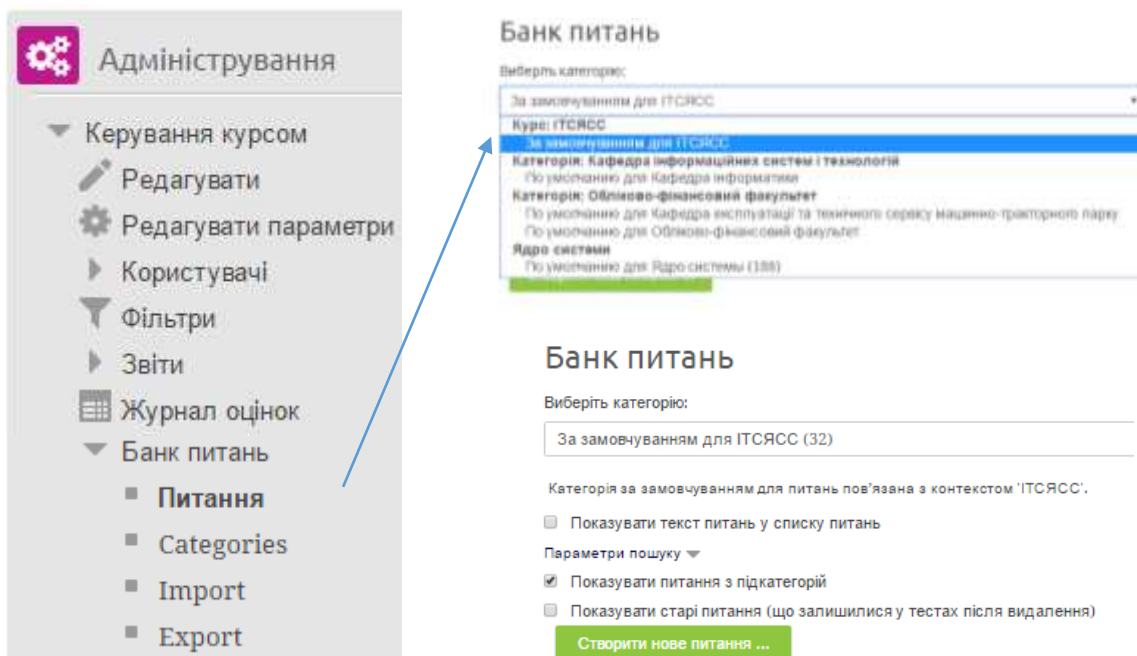 Адміністрування
Керування курсом
Редагувати
Редагувати параметри
Користувачі
Фільтри
Звіти
Журнал оцінок
Банк питань
Питання
Categories
Import
Export
Банк питань
Виберіть категорію:
За замовчуванням для ІТСЯСС
Курс: ІТСЯСС
За замовчуванням для ІТСЯСС
Категорія: Кафедра інформаційних систем і технологій
По умолчанию для Кафедра інформатики
Категорія: Обліково-фінансовий факультет
По умолчанию для Кафедра експлуатації та технічного сервісу машинно-тракторного парку
По умолчанию для Обліково-фінансовий факультет
Ядро системи
По умолчанию для Ядро системы (188)
Банк питань
Виберіть категорію:
За замовчуванням для ІТСЯСС (32)
Категорія за замовчуванням для питань пов'язана з контекстом 'ІТСЯСС'.
Показувати текст питань у списку питань
Параметри пошуку
Показувати питання з підкатегорій
Показувати старі питання (що залишилися у тестах після видалення)
Створити нове питання ...